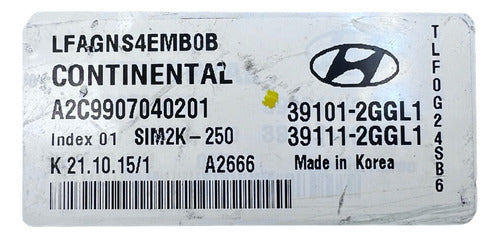 LFAGNS4EMB0B
CONTINENTAL
A2C9907040201
Index 01 SIM2K-250
K 21.10.15/1 A2666
39101-2GGL1
39111-2GGL1
Made in Korea
TLF0G24SB6